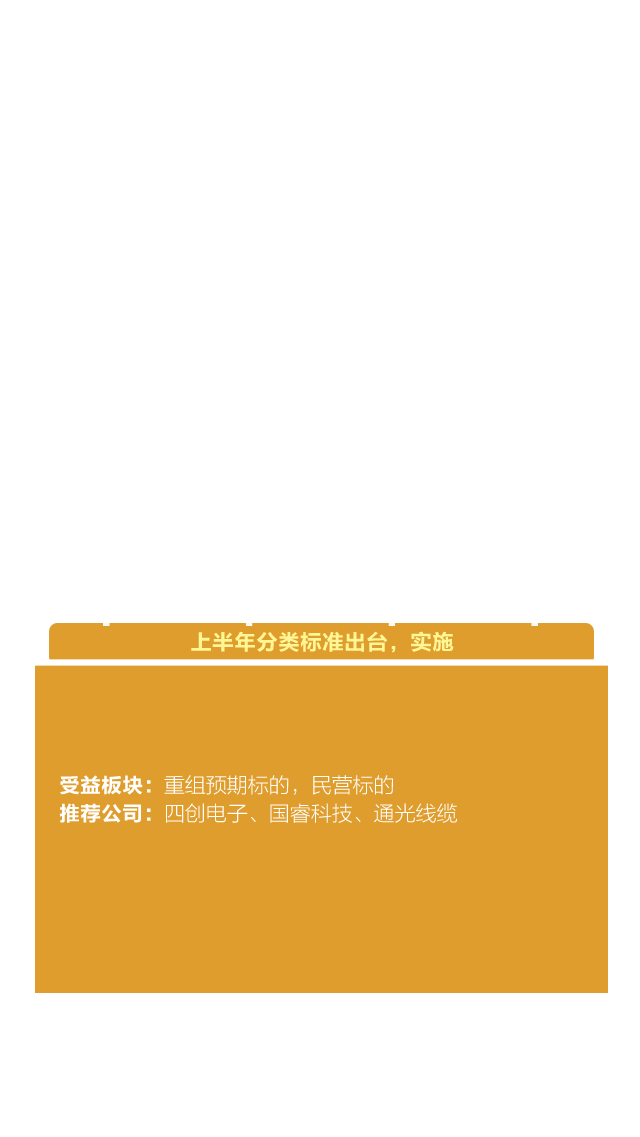 上半年分类标准出台，实施
受益板块：重组预期标的，民营标的
推荐公司：四创电子、国睿科技、通光线缆